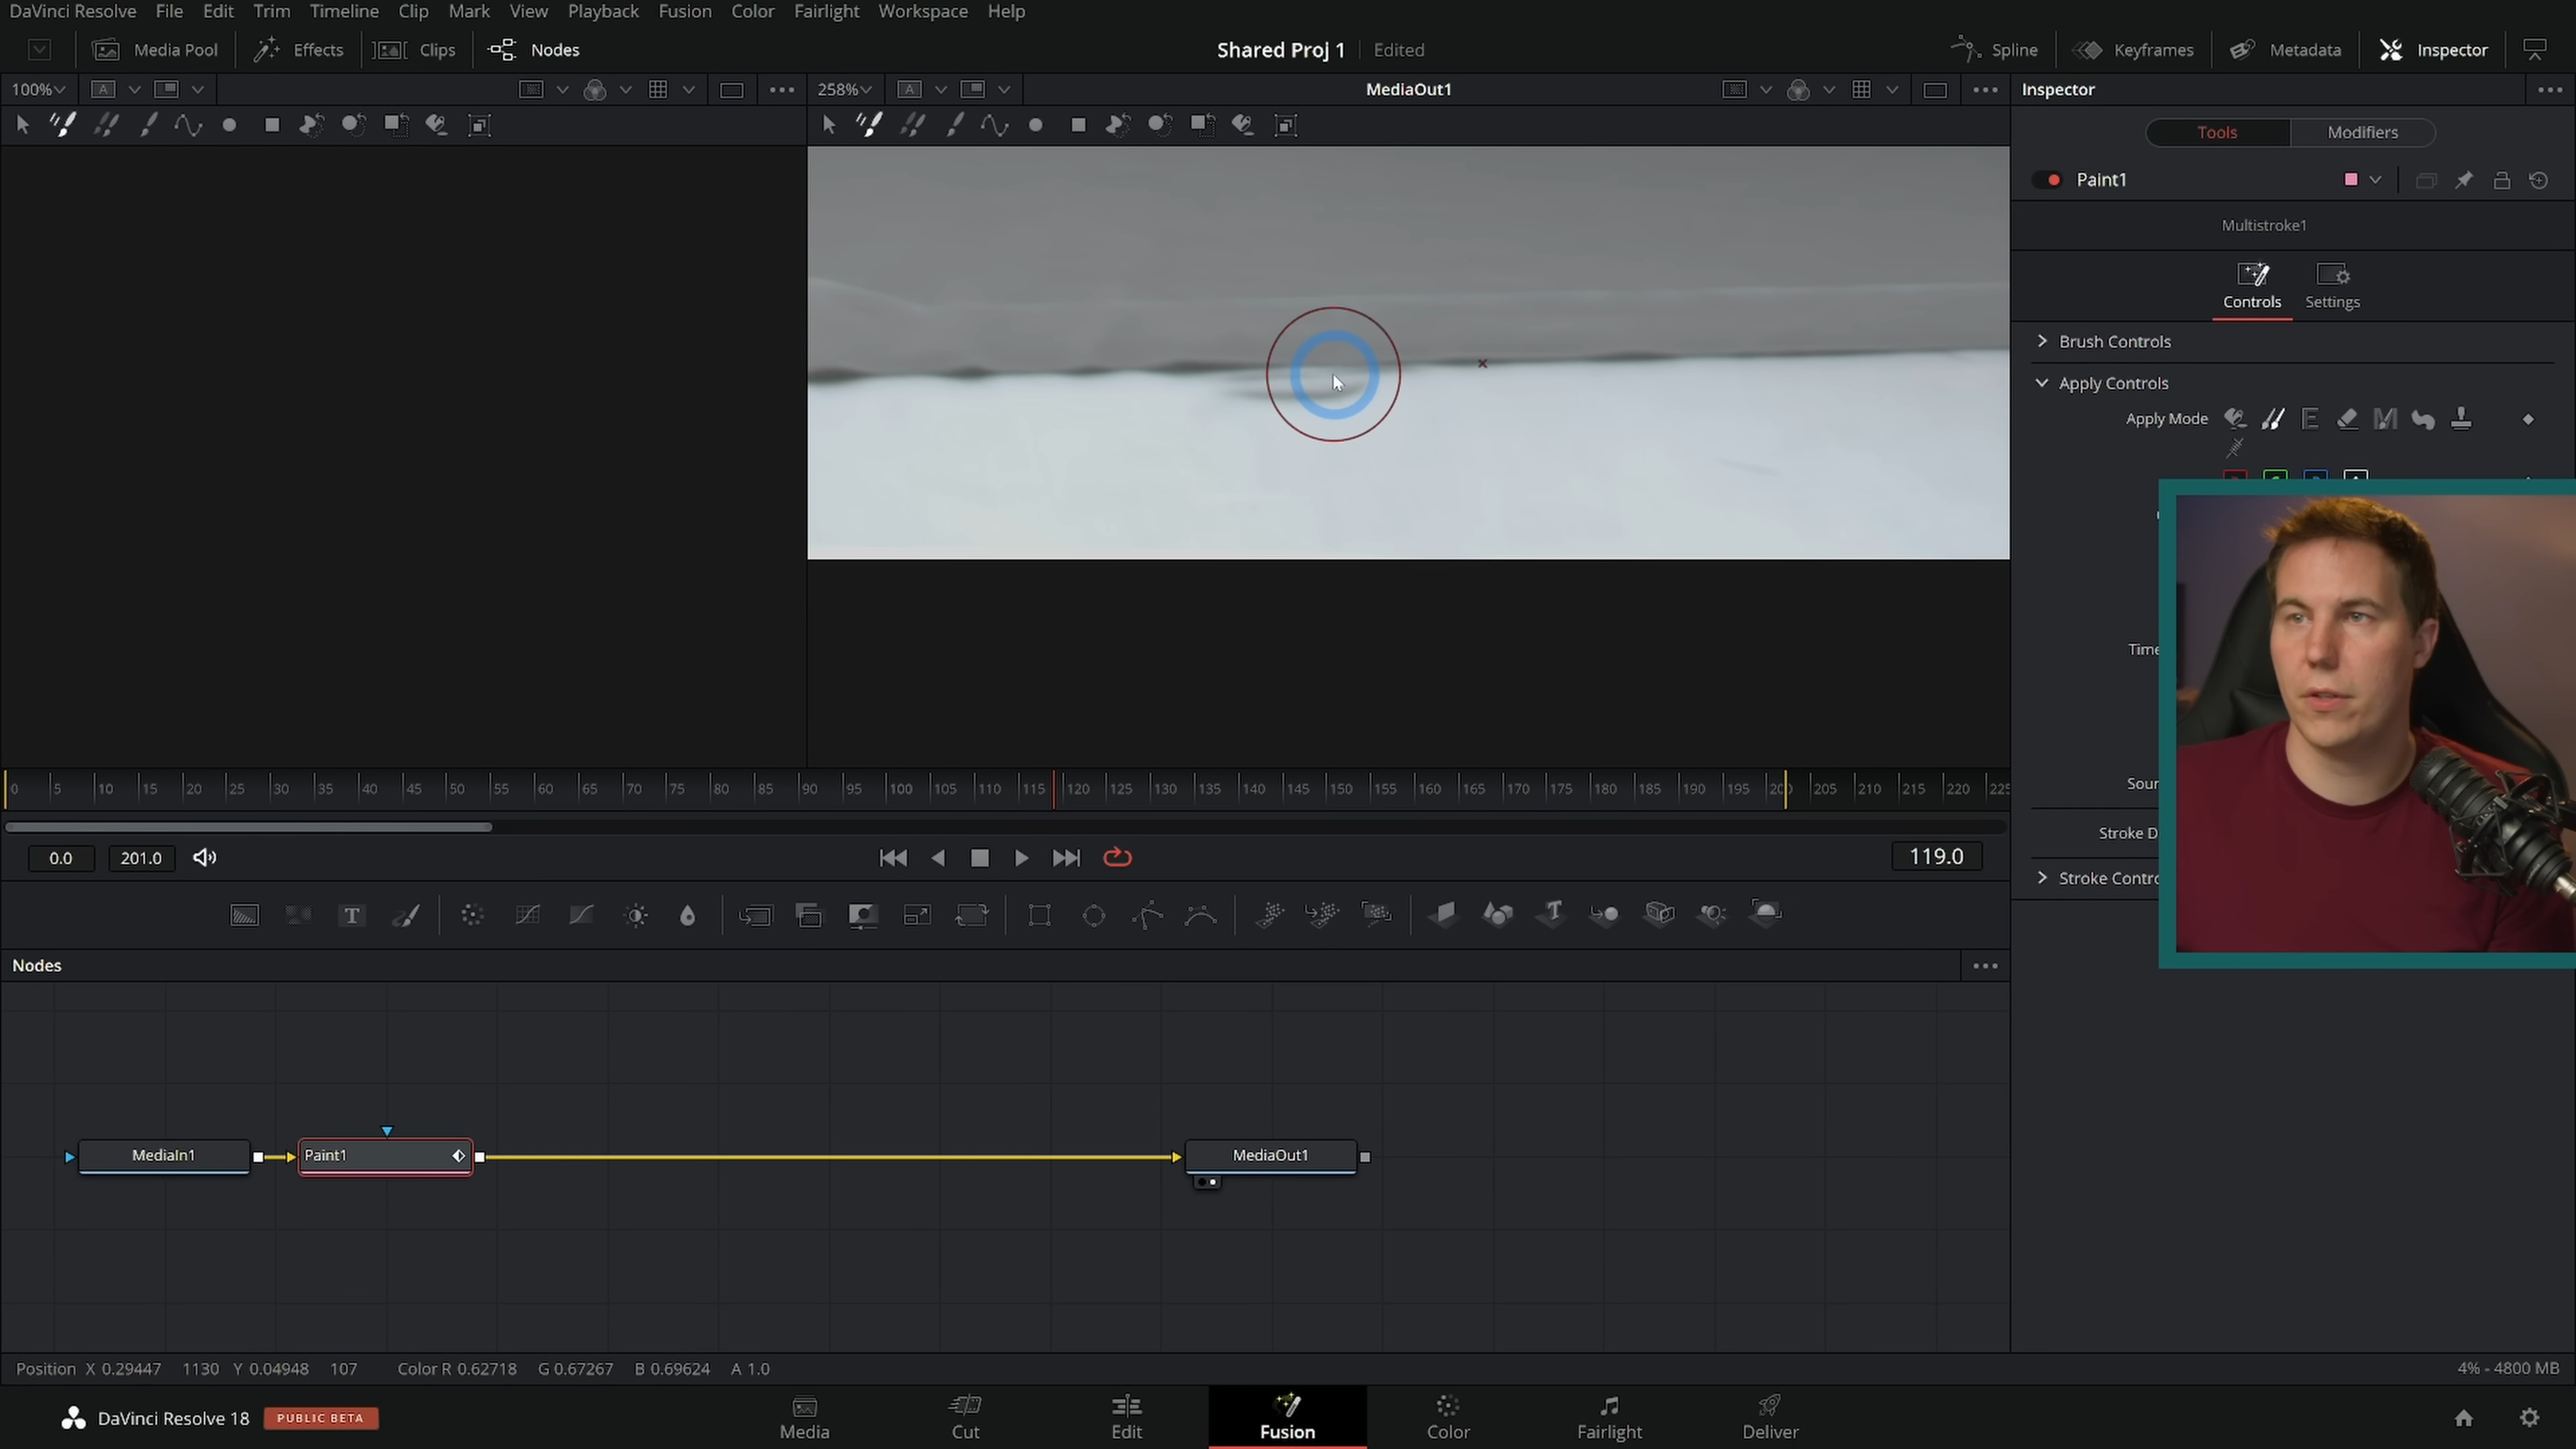 DaVinci Resolve File Edit Trim Timeline Clip Mark View Playback Fusion Color Fairlight Workspace Help
Media Pool Effects Clips Nodes Shared Proj 1 Edited Spline Keyframes Metadata Inspector
100% A 258% A MediaOut1 Inspector
Tools Modifiers
Paint1
Multistroke1
Controls Settings
Brush Controls
Apply Controls
Apply Mode
Time
Sour
Stroke D
Stroke Contro
0 5 10 15 20 25 30 35 40 45 50 55 60 65 70 75 80 85 90 95 100 105 110 115 120 125 130 135 140 145 150 155 160 165 170 175 180 185 190 195 20 205 210 215 220 225
0.0 201.0 119.0
Nodes
MediaIn1 Paint1 MediaOut1
Position X 0.29447 1130 Y 0.04948 107 Color R 0.62718 G 0.67267 B 0.69624 A 1.0 4% - 4800 MB
DaVinci Resolve 18 PUBLIC BETA Media Cut Edit Fusion Color Fairlight Deliver